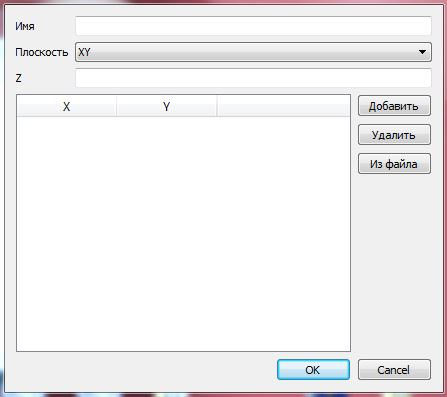 Имя
Плоскость XY
Z
X Y
Добавить
Удалить
Из файла
OK Cancel